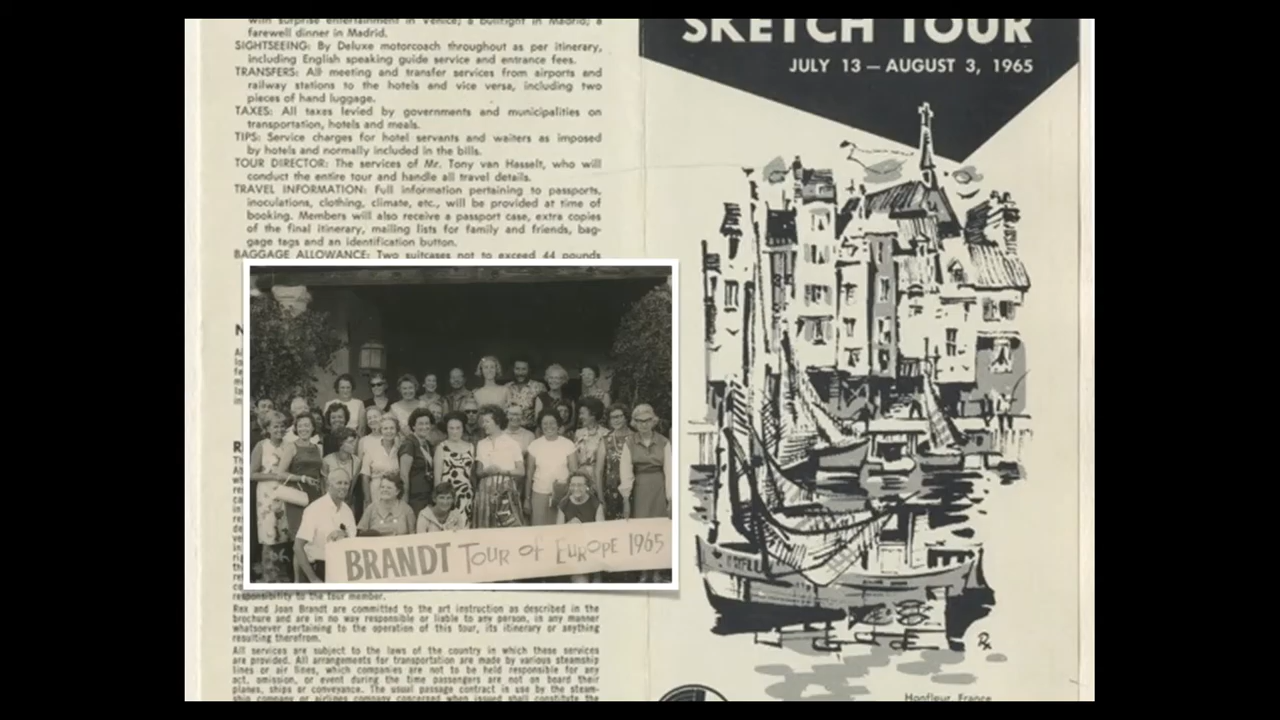 with surprise entertainment in Venice; a bullfight in Madrid; a
farewell dinner in Madrid.
SIGHTSEEING: By Deluxe motorcoach throughout as per itinerary,
including English speaking guide service and entrance fees.
TRANSFERS: All meeting and transfer services from airports and
railway stations to the hotels and vice versa, including two
pieces of hand luggage.
TAXES: All taxes levied by governments and municipalities on
transportation, hotels and meals.
TIPS: Service charges for hotel servants and waiters as imposed
by hotels and normally included in the bills.
TOUR DIRECTOR: The services of Mr. Tony van Hasselt, who will
conduct the entire tour and handle all travel details.
TRAVEL INFORMATION: Full information pertaining to passports,
inoculations, clothing, climate, etc., will be provided at time of
booking. Members will also receive a passport case, extra copies
of the final itinerary, mailing lists for family and friends, bag-
gage tags and an identification button.
BAGGAGE ALLOWANCE: Two suitcases not to exceed 44 pounds
BRANDT TOUR OF EUROPE 1965
responsibility to the tour member.
Rex and Joan Brandt are committed to the art instruction as described in the
brochure and are in no way responsible or liable to any person, in any manner
whatsoever pertaining to the operation of this tour, its itinerary or anything
resulting therefrom.
All services are subject to the laws of the country in which these services
are provided. All arrangements for transportation are made by various steamship
lines or air lines, which companies are not to be held responsible for any
act, omission, or event during the time passengers are not on board their
planes, ships or conveyance. The usual passage contract in use by the steam-
ship company or airlines company concerned when issued shall constitute the
SKETCH TOUR
JULY 13 — AUGUST 3, 1965
Honfleur, France